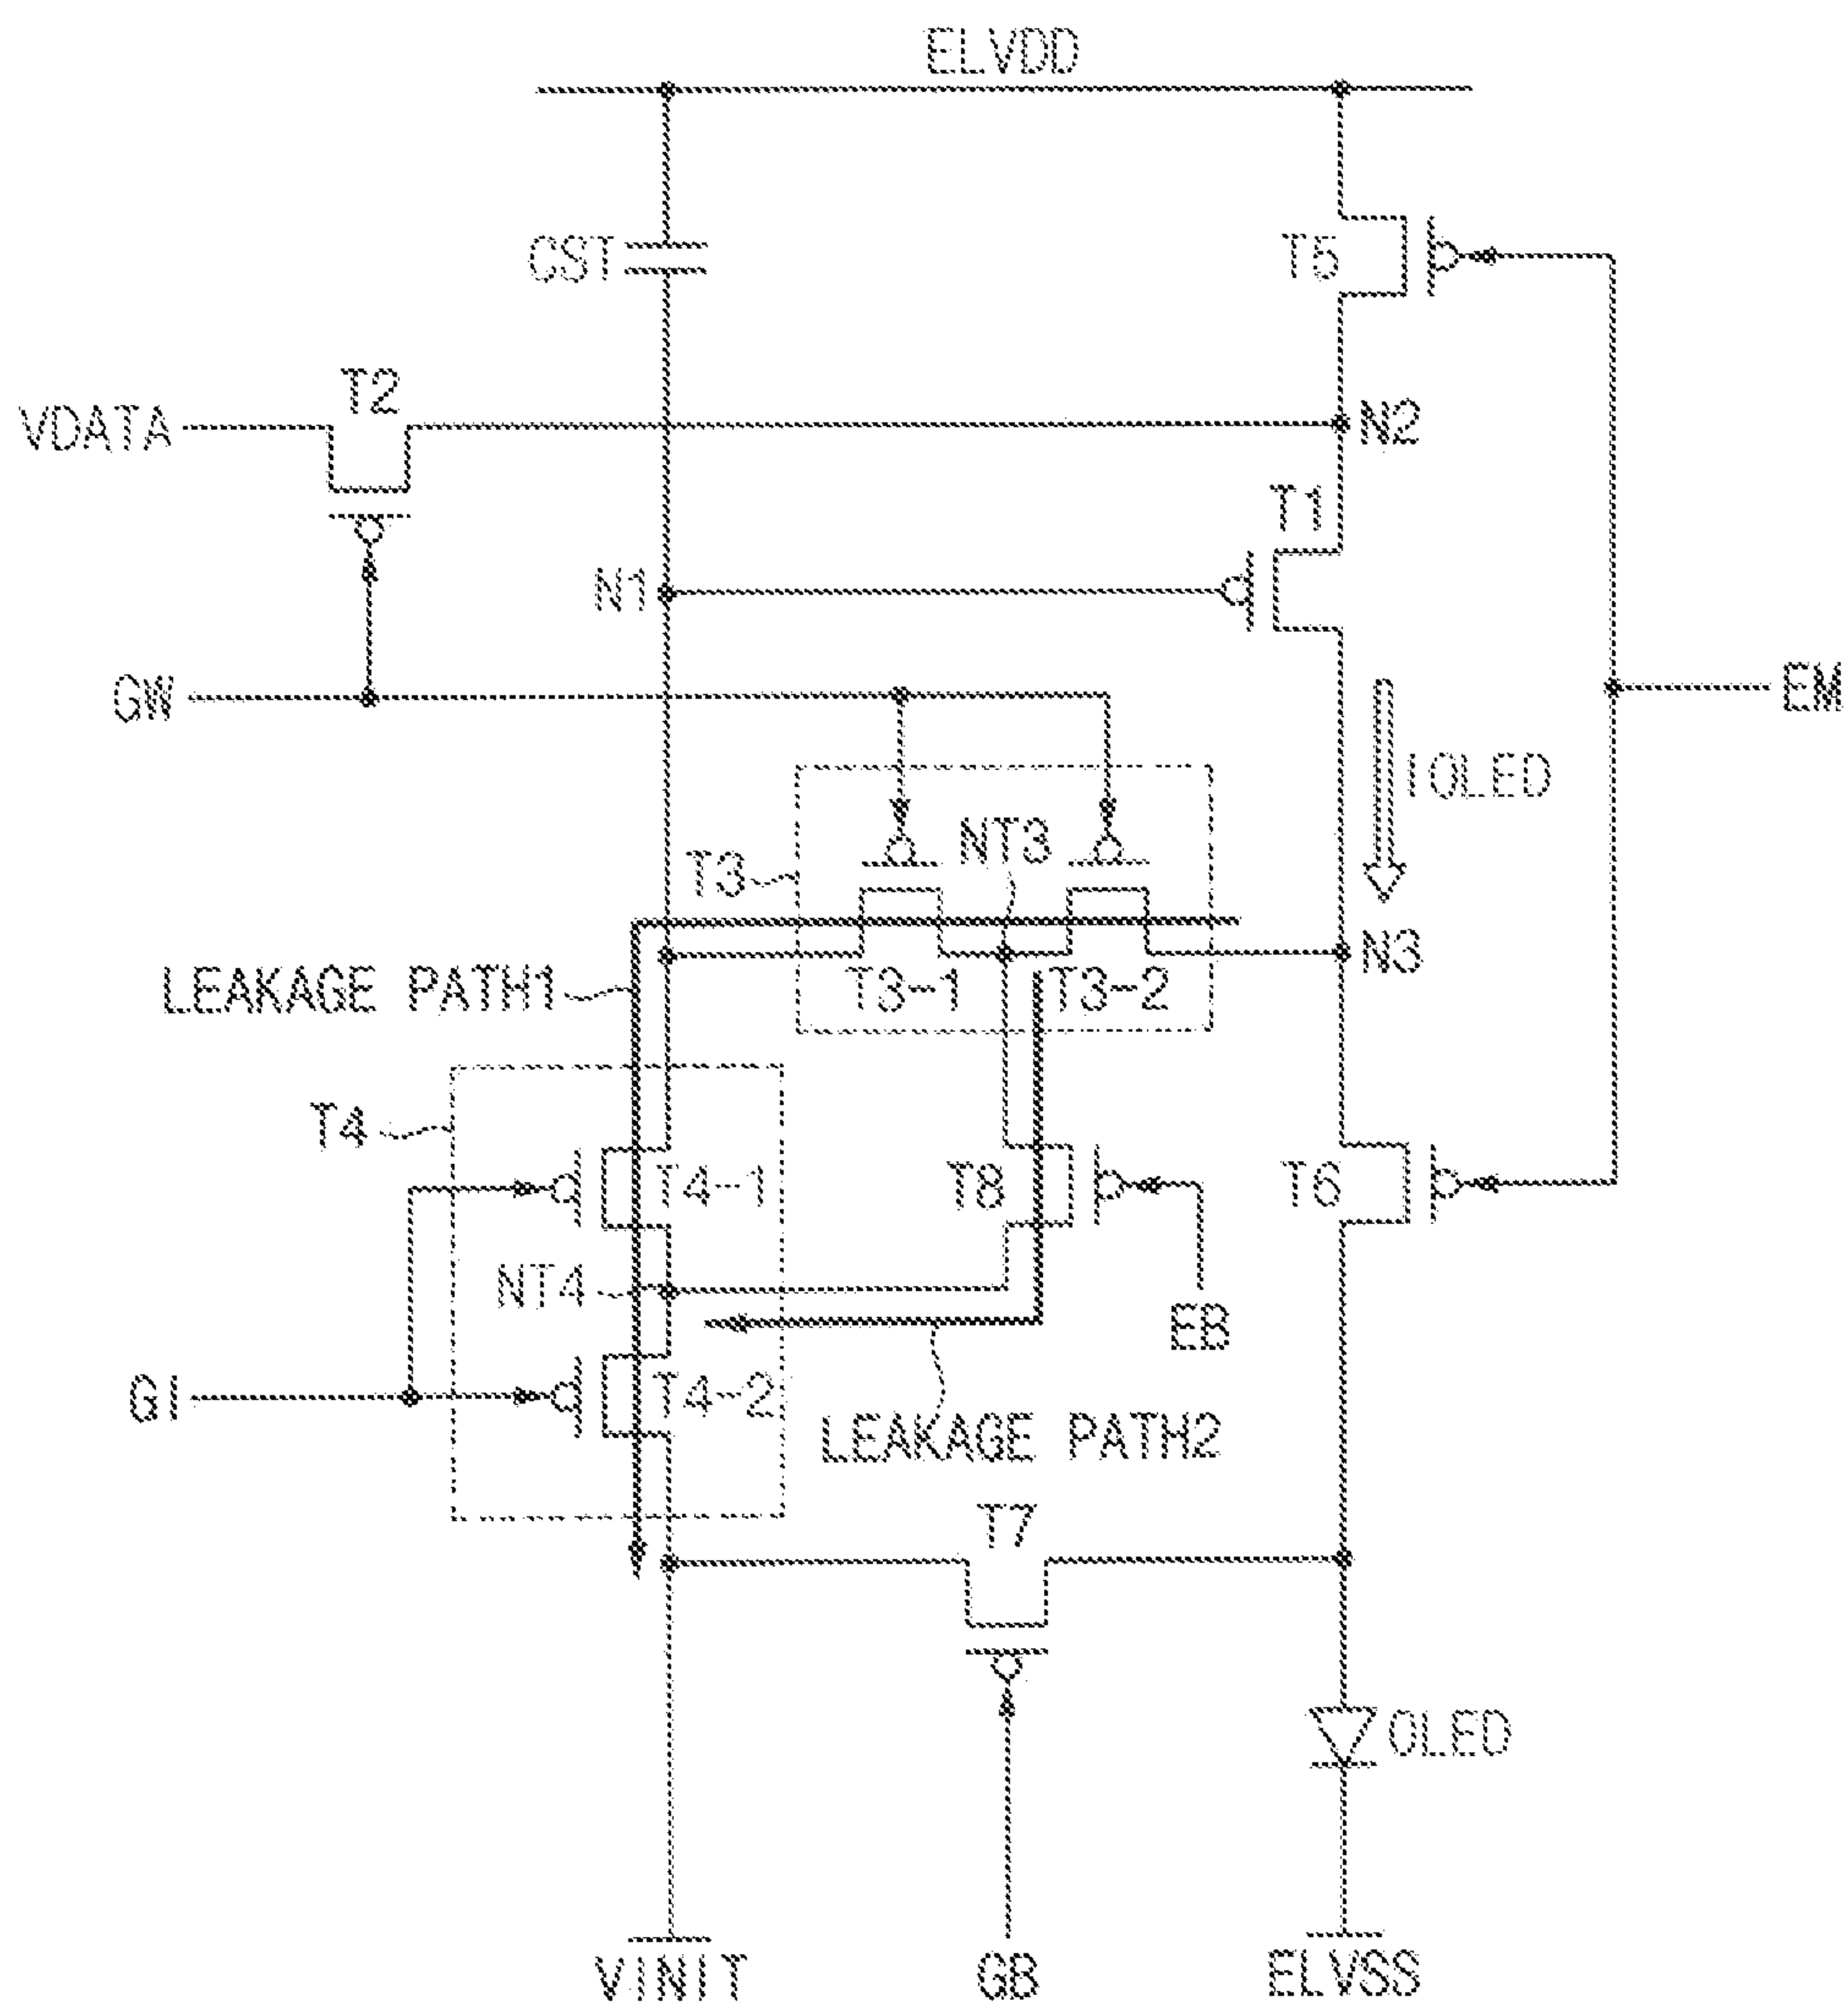 ELVDD
CST
T5
T2
VDATA
N2
T1
N1
GW
EM
IOLED
NT3
T3
N3
LEAKAGE PATH1
T3-1
T3-2
T4
T4-1
T8
T6
NT4
EB
GI
T4-2
LEAKAGE PATH2
T7
OLED
VINIT
GB
ELVSS